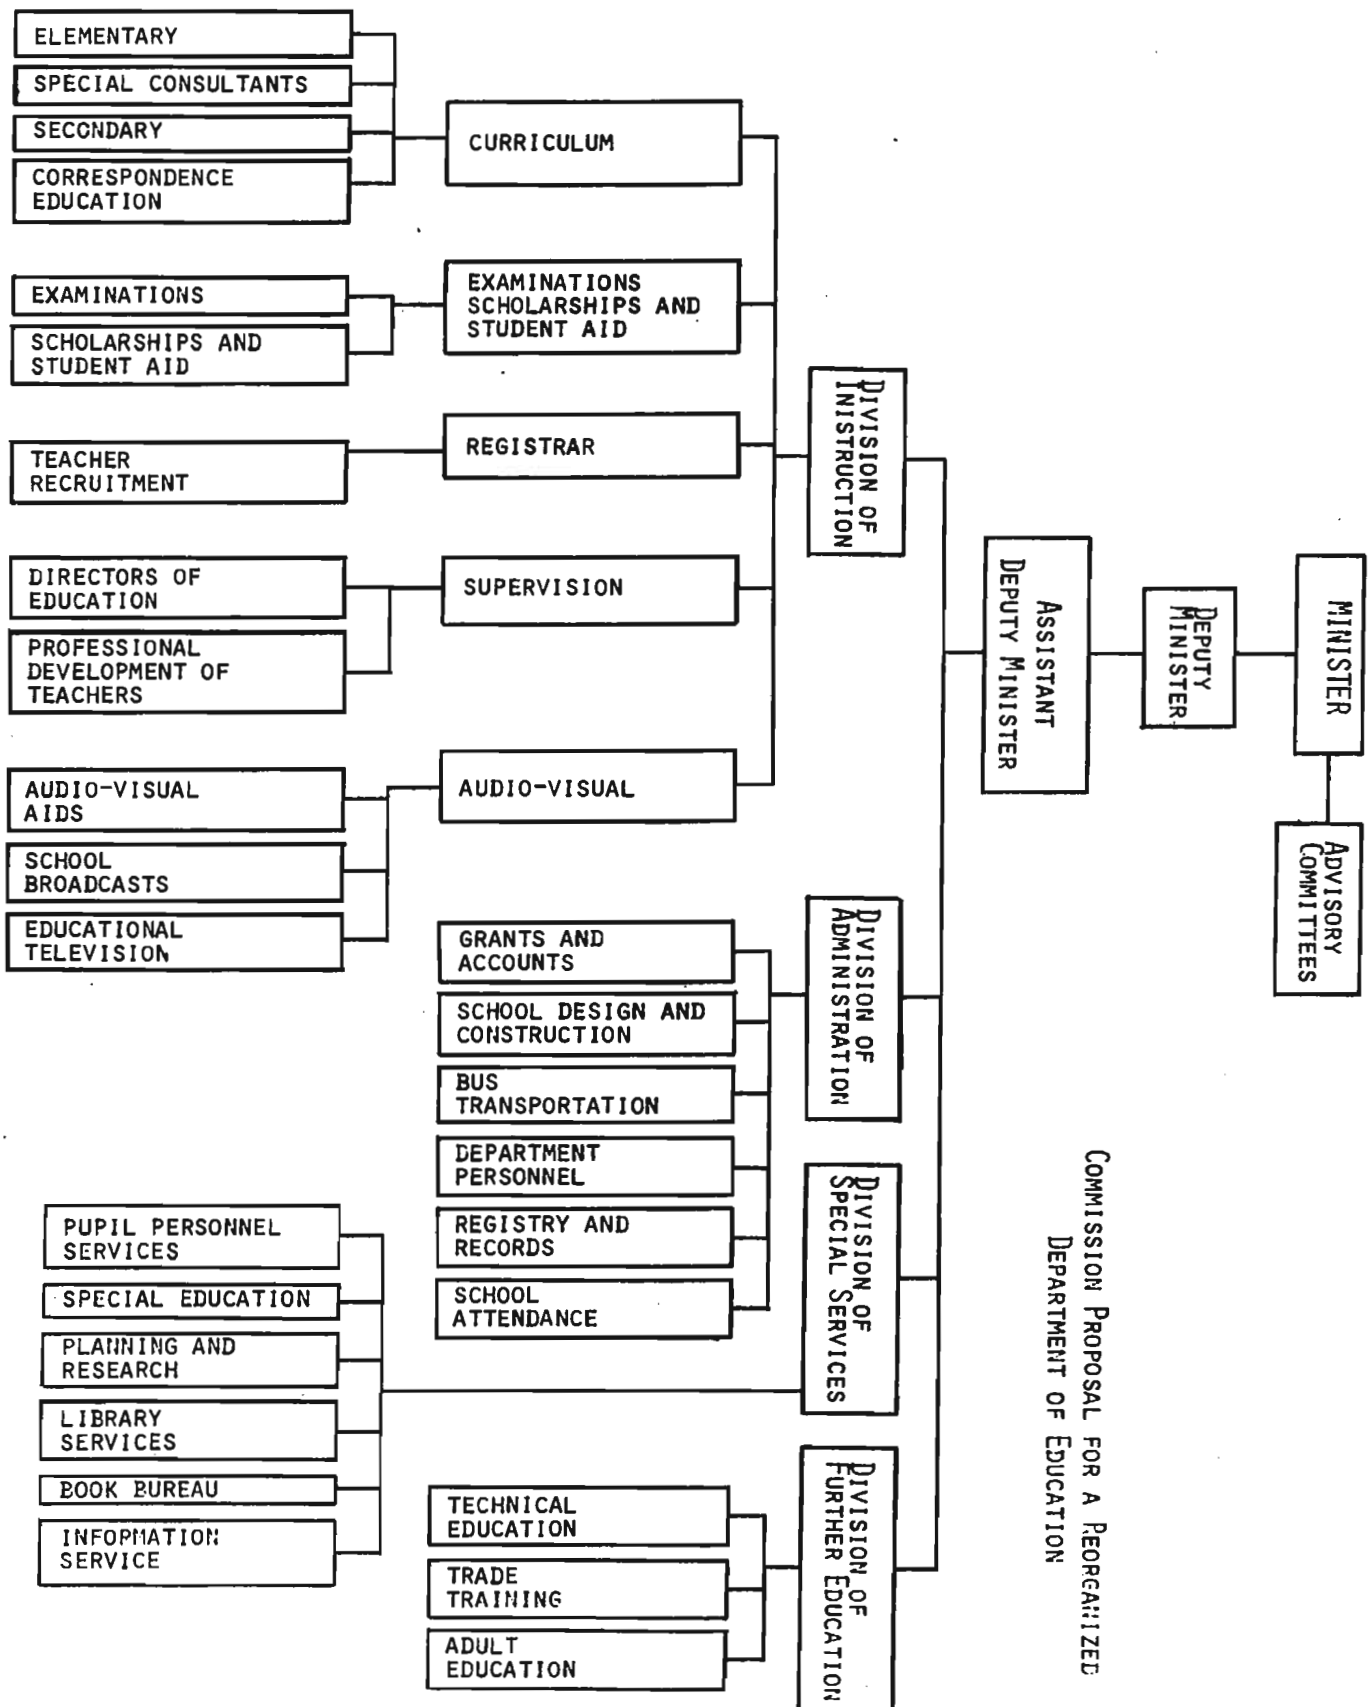 COMMISSION PROPOSAL FOR A REORGANIZED
DEPARTMENT OF EDUCATION
MINISTER
ADVISORY
COMMITTEES
DEPUTY
MINISTER
ASSISTANT
DEPUTY MINISTER
DIVISION OF
INISTRUCTION
CURRICULUM
ELEMENTARY
SPECIAL CONSULTANTS
SECONDARY
CORRESPONDENCE
EDUCATION
EXAMINATIONS
SCHOLARSHIPS AND
STUDENT AID
EXAMINATIONS
SCHOLARSHIPS AND
STUDENT AID
REGISTRAR
TEACHER
RECRUITMENT
SUPERVISION
DIRECTORS OF
EDUCATION
PROFESSIONAL
DEVELOPMENT OF
TEACHERS
AUDIO-VISUAL
AUDIO-VISUAL
AIDS
SCHOOL
BROADCASTS
EDUCATIONAL
TELEVISION
DIVISION OF
ADMINISTRATION
GRANTS AND
ACCOUNTS
SCHOOL DESIGN AND
CONSTRUCTION
BUS
TRANSPORTATION
DEPARTMENT
PERSONNEL
REGISTRY AND
RECORDS
SCHOOL
ATTENDANCE
DIVISION OF
SPECIAL SERVICES
PUPIL PERSONNEL
SERVICES
SPECIAL EDUCATION
PLANNING AND
RESEARCH
LIBRARY
SERVICES
BOOK BUREAU
INFORMATION
SERVICE
DIVISION OF
FURTHER EDUCATION
TECHNICAL
EDUCATION
TRADE
TRAINING
ADULT
EDUCATION